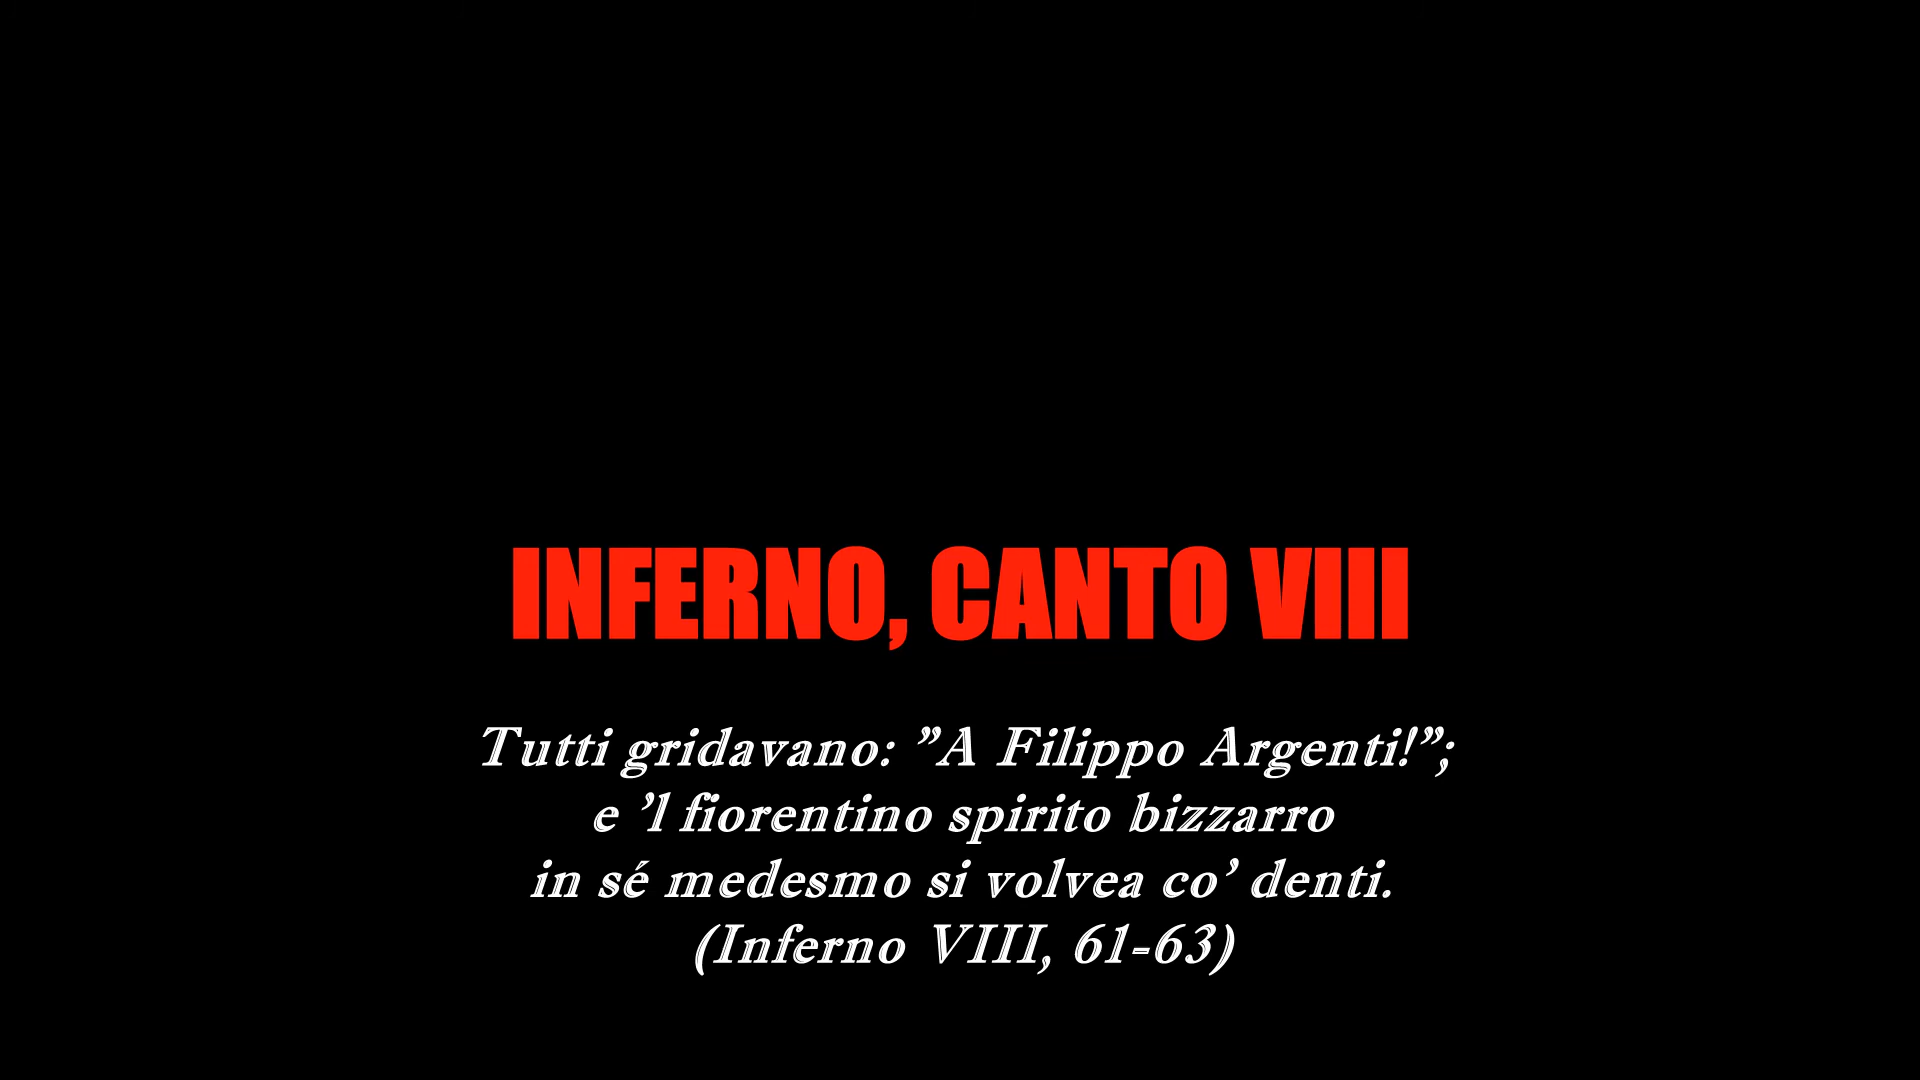 INFERNO, CANTO VIII
Tutti gridavano: ”A Filippo Argenti!”;
e ’l fiorentino spirito bizzarro
in sé medesmo si volvea co’ denti.
(Inferno VIII, 61-63)